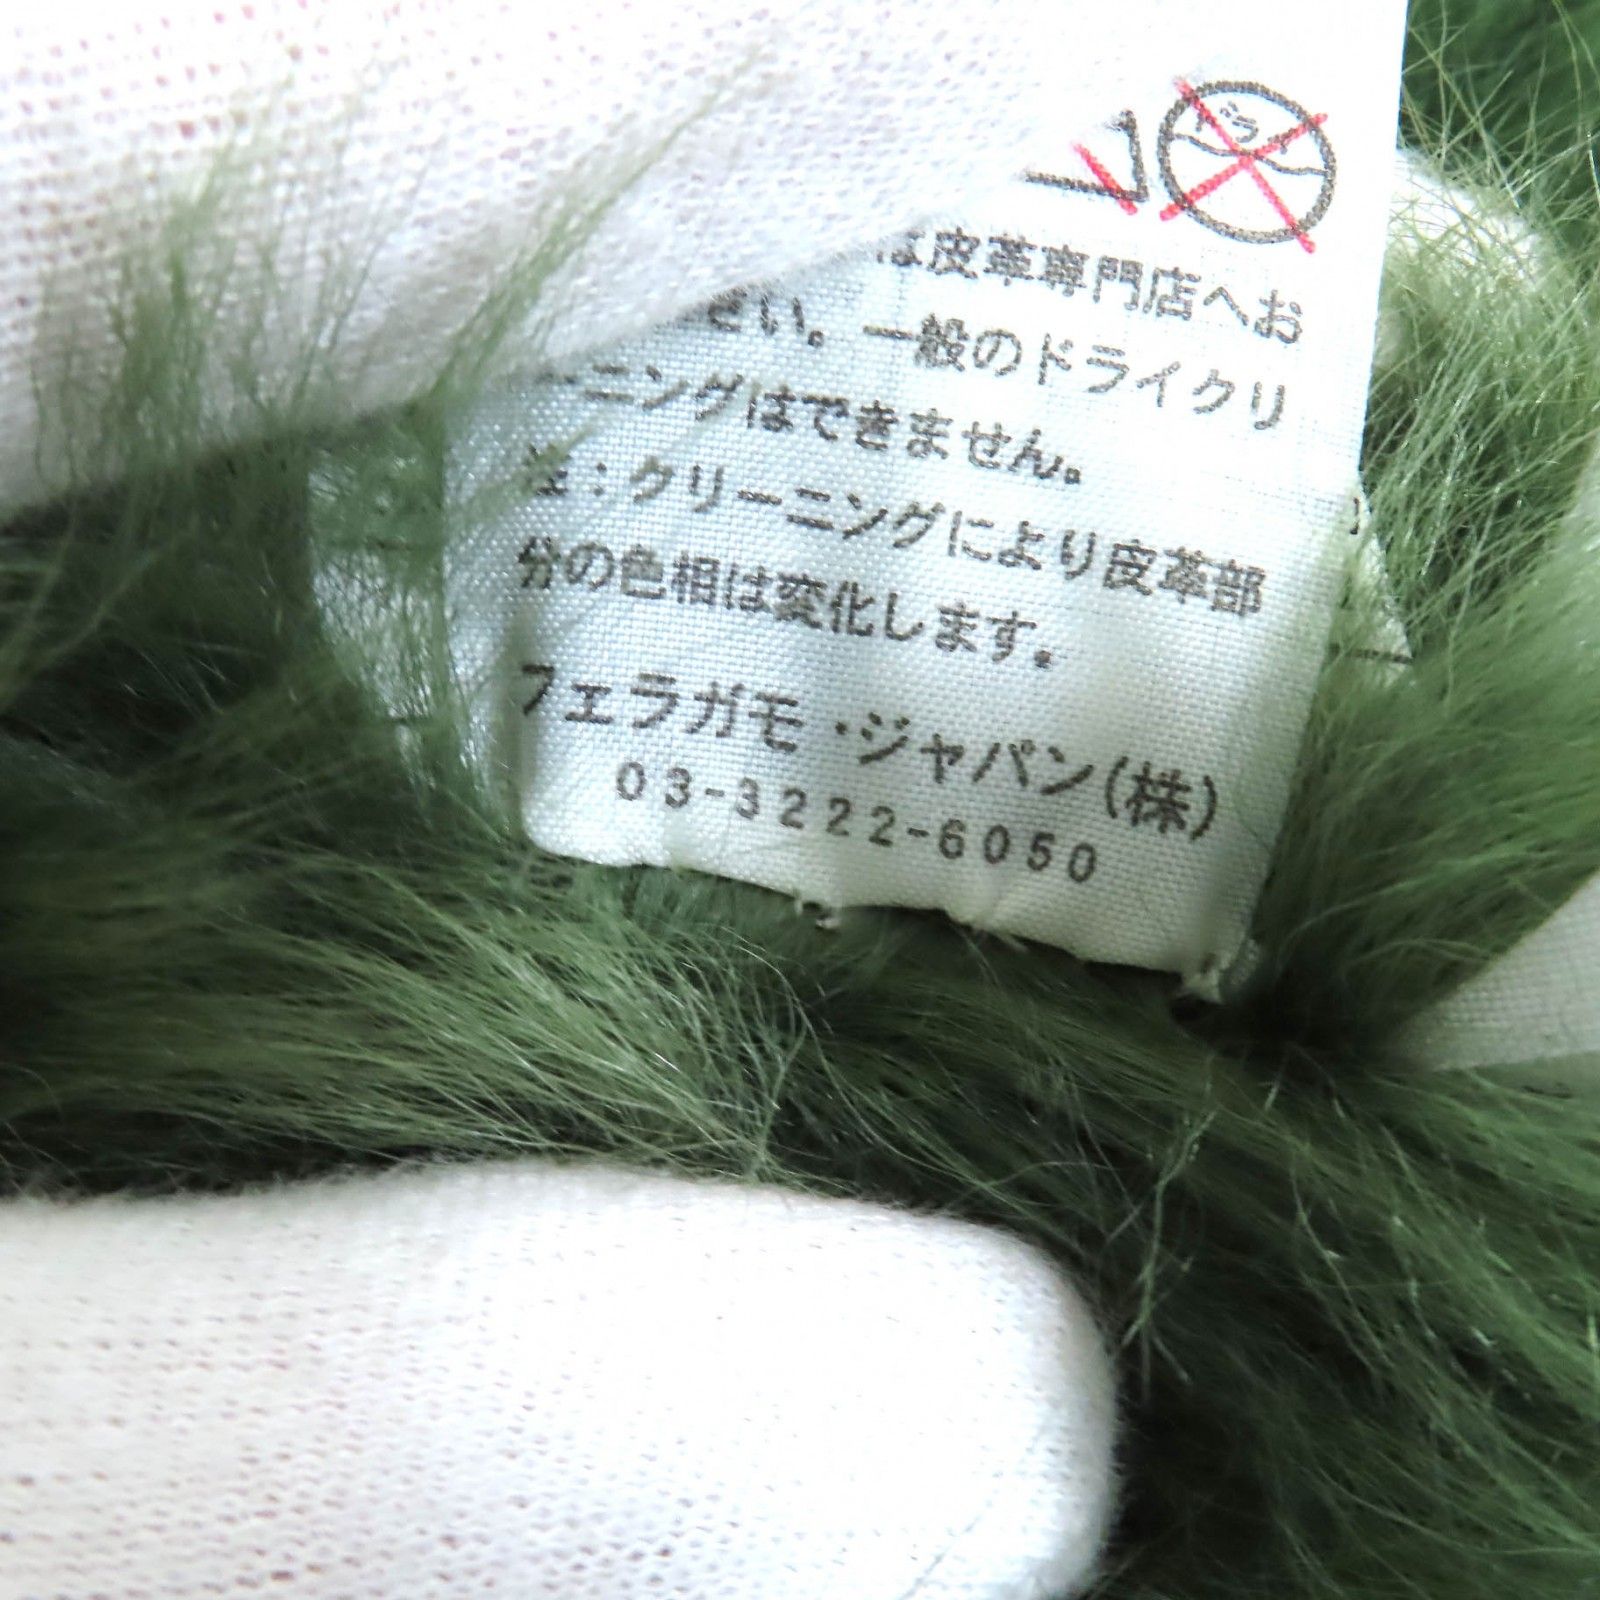 ドライ
は皮革専門店へお
さい。一般のドライクリ
ーニングはできません。
注：クリーニングにより皮革部
分の色相は変化します。
フェラガモ・ジャパン(株)
03-3222-6050